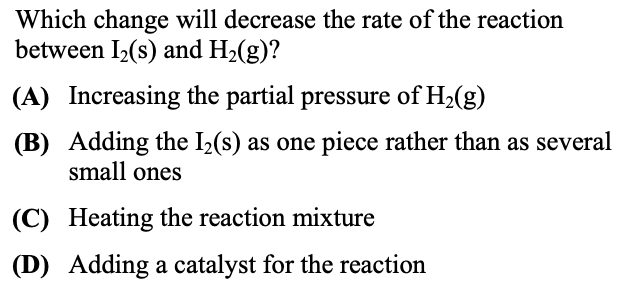 Which change will decrease the rate of the reaction
between I₂(s) and H₂(g)?
(A) Increasing the partial pressure of H₂(g)
(B) Adding the I₂(s) as one piece rather than as several
small ones
(C) Heating the reaction mixture
(D) Adding a catalyst for the reaction